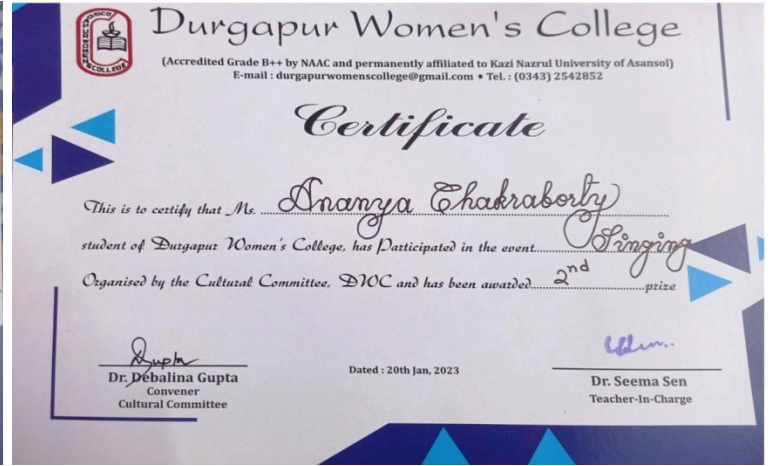 Durgapur Women's College
(Accredited Grade B++ by NAAC and permanently affiliated to Kazi Nazrul University of Asansol)
E-mail : durgapurwomenscollege@gmail.com • Tel. : (0343) 2542852
Certificate
This is to certify that Ms. Ananya Chakraborty
student of Durgapur Women's College, has Participated in the event Singing
Organised by the Cultural Committee, DWC and has been awarded 2nd prize
Gupta
Dr. Debalina Gupta
Convener
Cultural Committee
Dated : 20th Jan, 2023
Dr. Seema Sen
Teacher-In-Charge